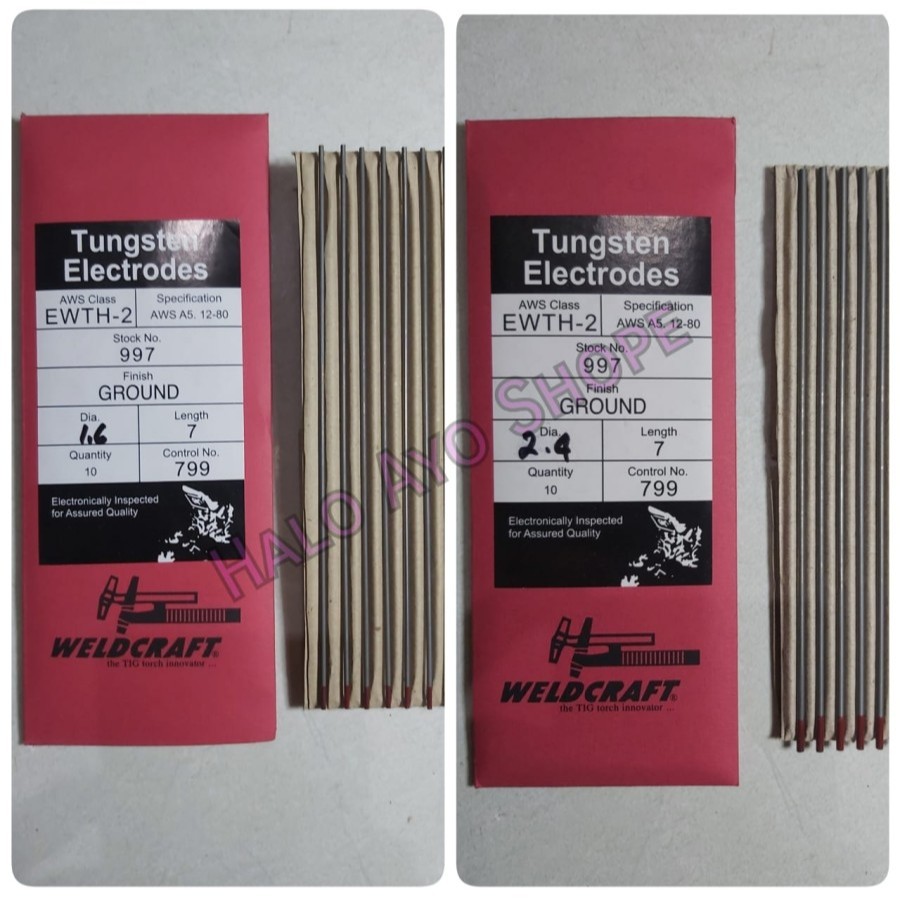 Tungsten
Electrodes
AWS Class
EWTH-2
Specification
AWS A5. 12-80
Stock No.
997
Finish
GROUND
Dia.
1.6
Length
7
Quantity
10
Control No.
799
Electronically Inspected
for Assured Quality
WELDCRAFT®
the TIG torch innovator ...
Tungsten
Electrodes
AWS Class
EWTH-2
Specification
AWS A5. 12-80
Stock No.
997
Finish
GROUND
Dia.
2.4
Length
7
Quantity
10
Control No.
799
Electronically Inspected
for Assured Quality
WELDCRAFT®
the TIG torch innovator ...
HALO AYO SHOPE